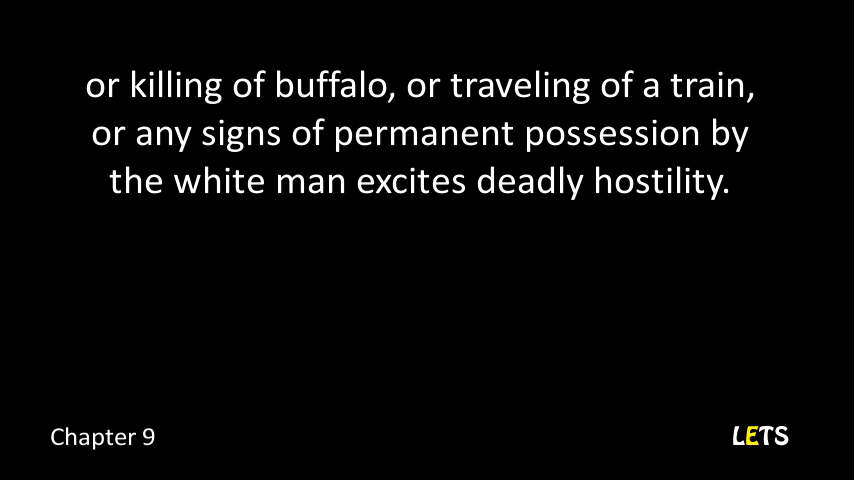 or killing of buffalo, or traveling of a train,
or any signs of permanent possession by
the white man excites deadly hostility.
Chapter 9
LETS